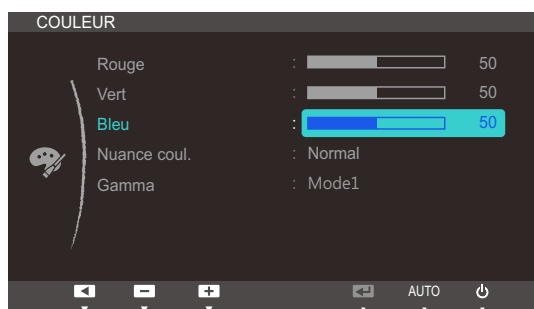 COULEUR
Rouge : 50
Vert : 50
Bleu : 50
Nuance coul. : Normal
Gamma : Mode1
AUTO